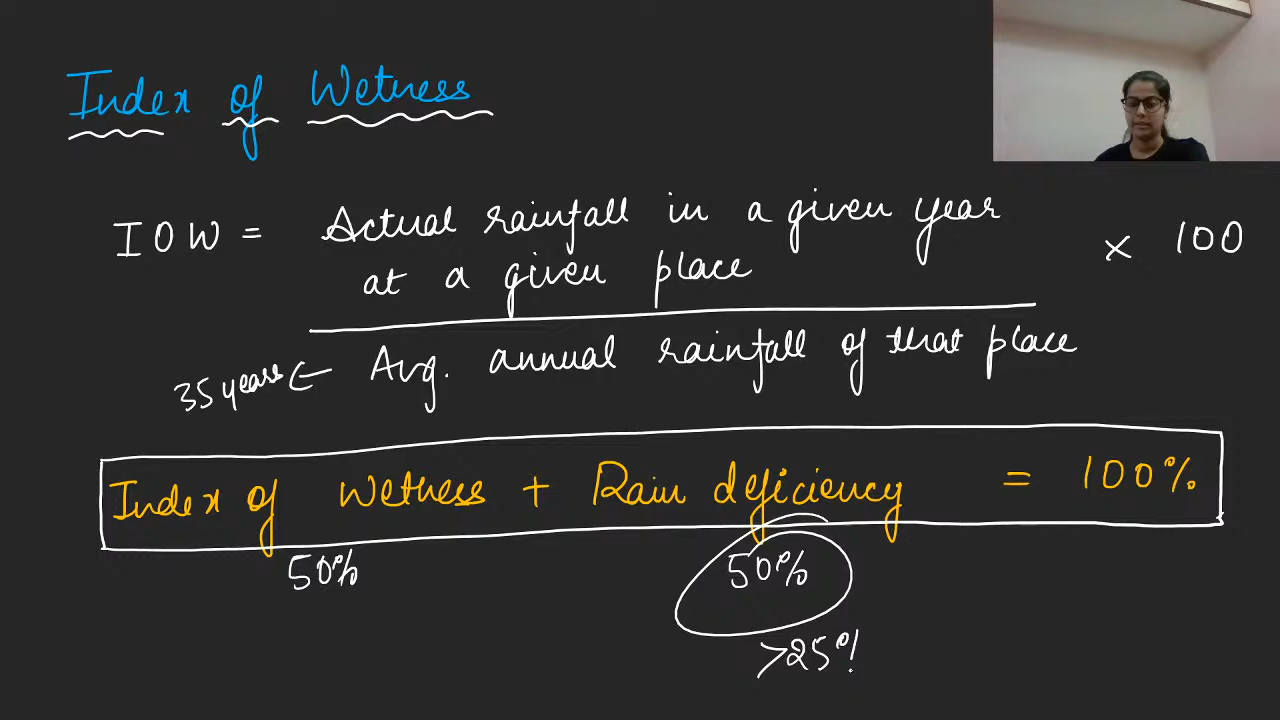 Index of Wetness
IOW = Actual rainfall in a given year
at a given place
× 100
35 years ← Avg. annual rainfall of that place
Index of Wetness + Rain deficiency = 100%
50%
50%
>25%